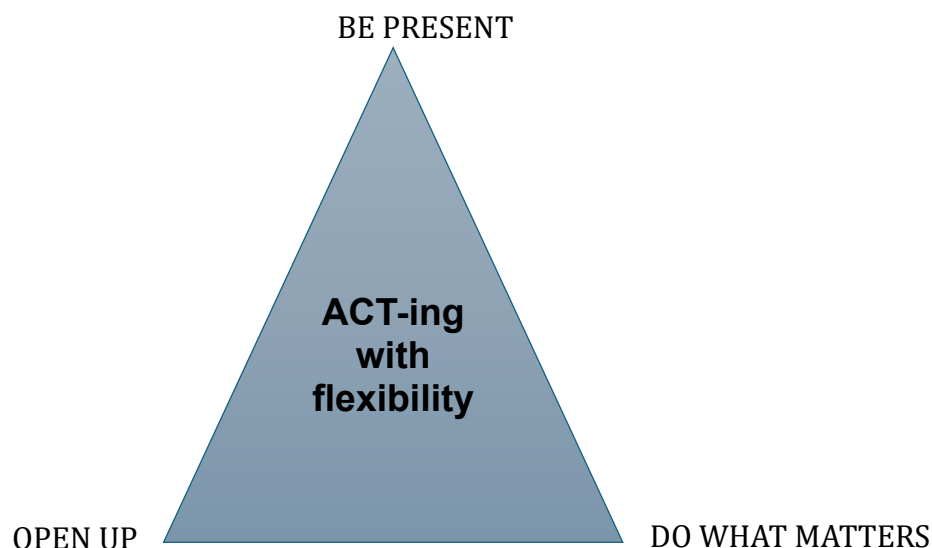 BE PRESENT
ACT-ing
with
flexibility
OPEN UP
DO WHAT MATTERS